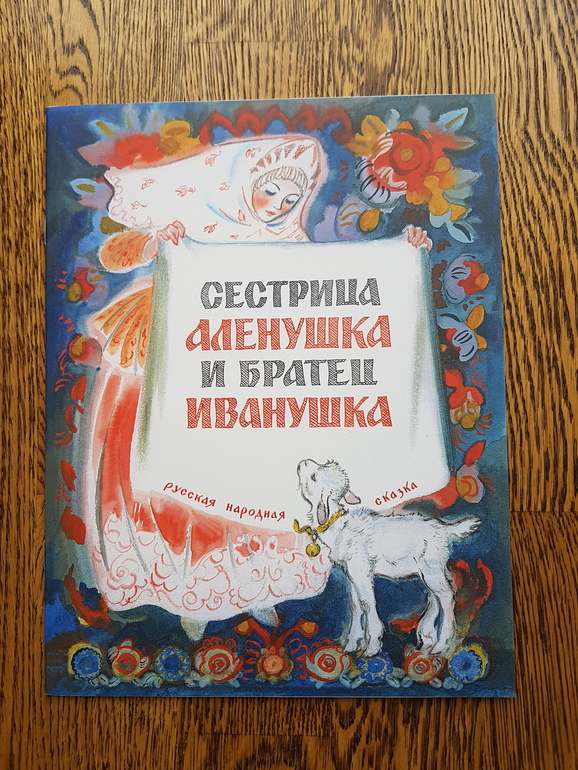 СЕСТРИЦА
АЛЕНУШКА
И БРАТЕЦ
ИВАНУШКА
русская народная сказка